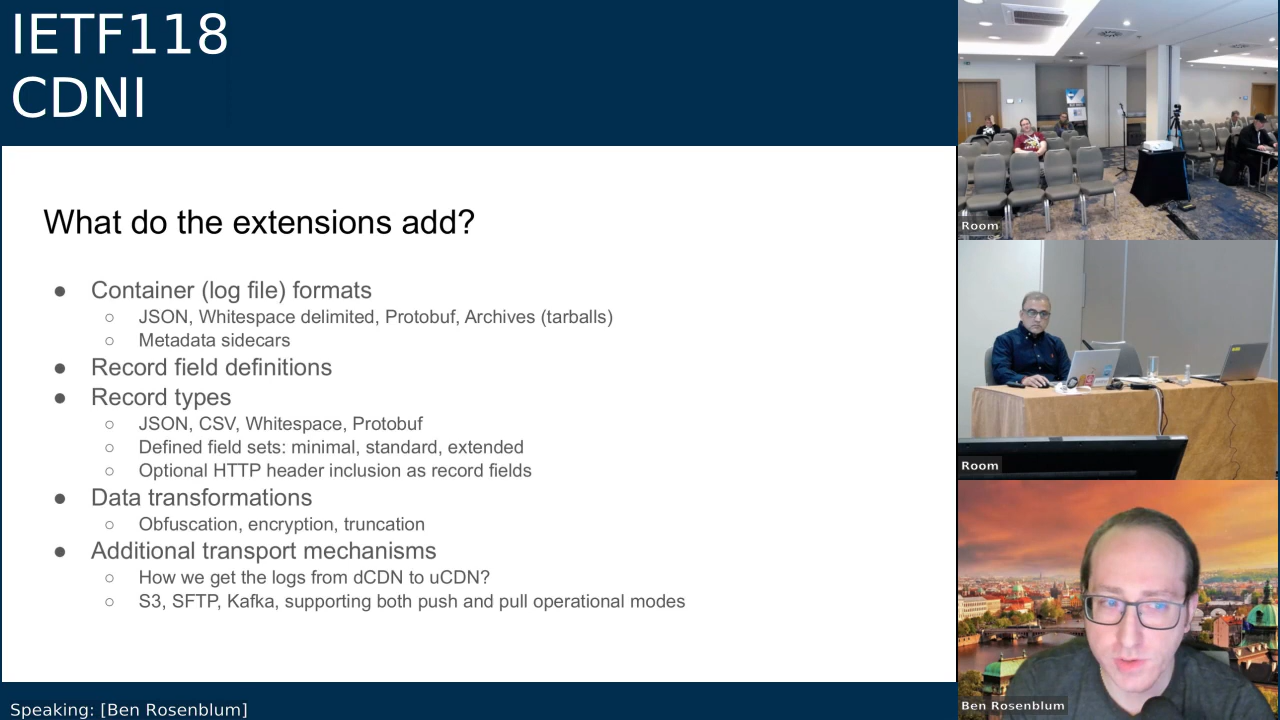 IETF118
CDNI
What do the extensions add?
● Container (log file) formats
○ JSON, Whitespace delimited, Protobuf, Archives (tarballs)
○ Metadata sidecars
● Record field definitions
● Record types
○ JSON, CSV, Whitespace, Protobuf
○ Defined field sets: minimal, standard, extended
○ Optional HTTP header inclusion as record fields
● Data transformations
○ Obfuscation, encryption, truncation
● Additional transport mechanisms
○ How we get the logs from dCDN to uCDN?
○ S3, SFTP, Kafka, supporting both push and pull operational modes
Speaking: [Ben Rosenblum]
Room
Room
Ben Rosenblum